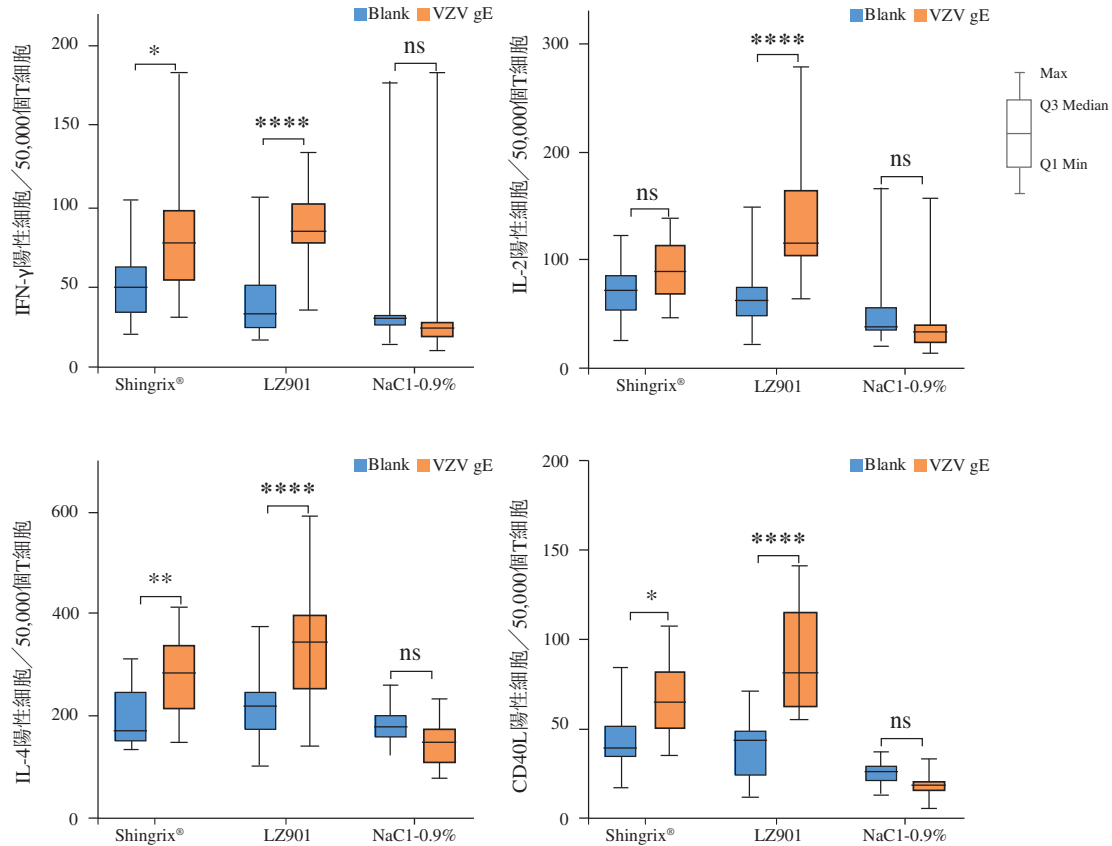 Blank VZV gE
IFN-γ陽性細胞／50,000個T細胞
200
150
100
50
0
*
****
ns
Shingrix®
LZ901
NaC1-0.9%
Blank VZV gE
IL-2陽性細胞／50,000個T細胞
300
200
100
0
ns
****
ns
Shingrix®
LZ901
NaC1-0.9%
Max
Q3 Median
Q1 Min
Blank VZV gE
IL-4陽性細胞／50,000個T細胞
600
400
200
0
**
****
ns
Shingrix®
LZ901
NaC1-0.9%
Blank VZV gE
CD40L陽性細胞／50,000個T細胞
200
150
100
50
0
*
****
ns
Shingrix®
LZ901
NaC1-0.9%